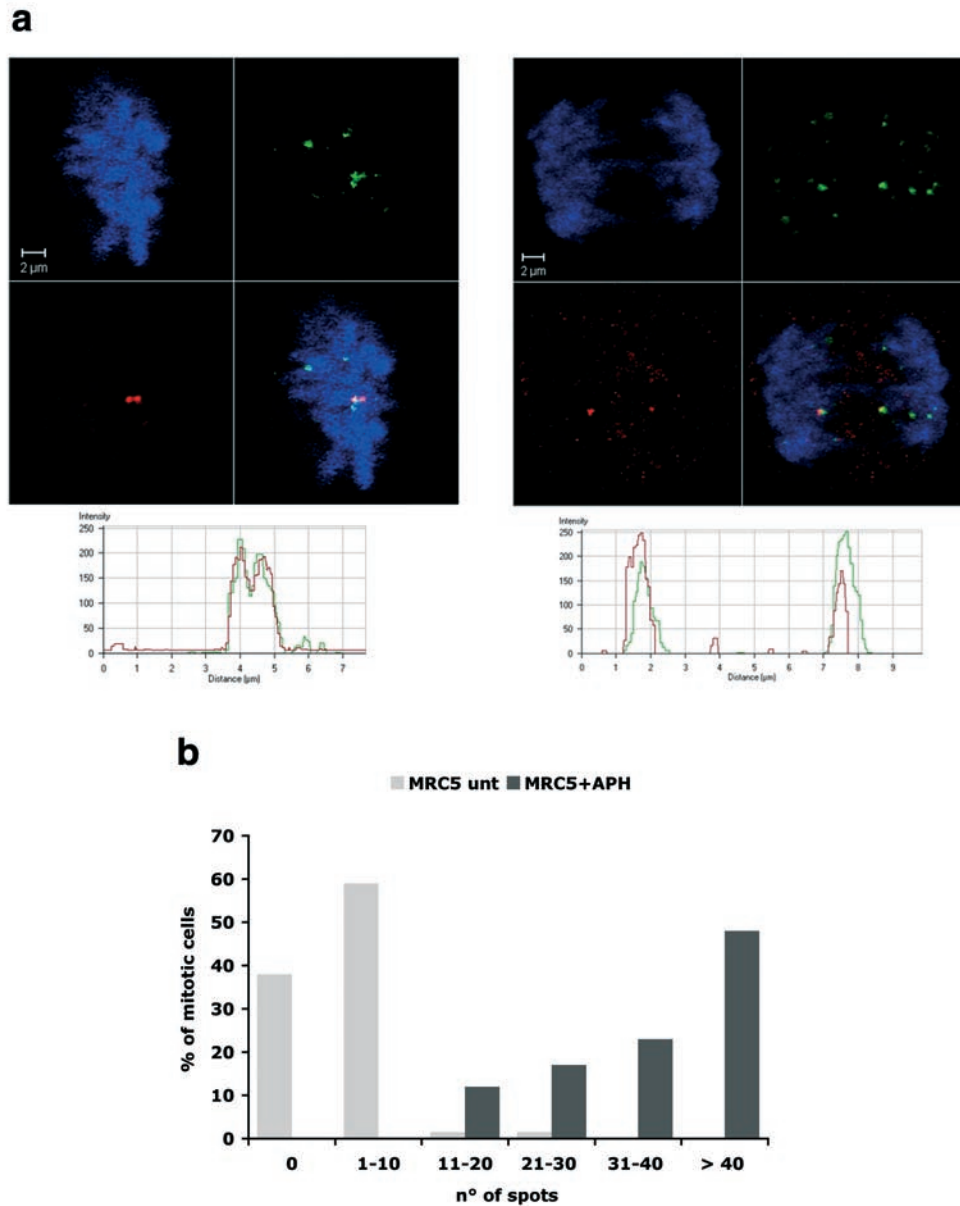 a
2 µm
2 µm
Intensity
250
200
150
100
50
0
0 1 2 3 4 5 6 7
Distance [µm]
Intensity
250
200
150
100
50
0
0 1 2 3 4 5 6 7 8 9
Distance [µm]
b
MRC5 unt MRC5+APH
% of mitotic cells
70
60
50
40
30
20
10
0
0 1-10 11-20 21-30 31-40 > 40
n° of spots